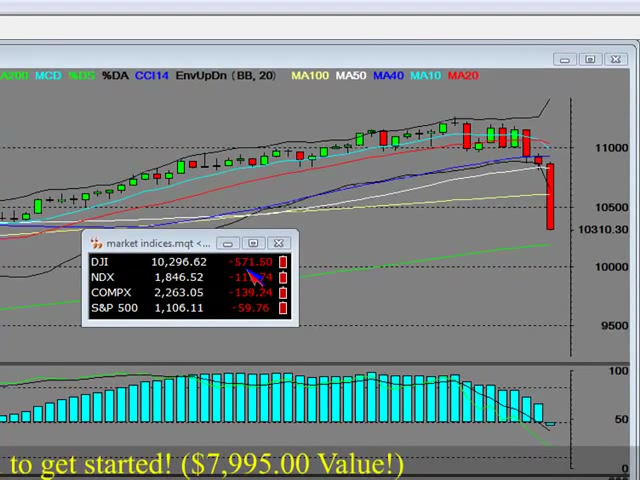 A200 MCD %DS %DA CCI14 EnvUpDn (BB, 20) MA100 MA50 MA40 MA10 MA20
11000
10500
10310.30
10000
9500
market indices.mqt <...
DJI 10,296.62 -571.50
NDX 1,846.52
COMPX 2,263.05 -139.24
S&P 500 1,106.11 -59.76
100
50
to get started! ($7,995.00 Value!)